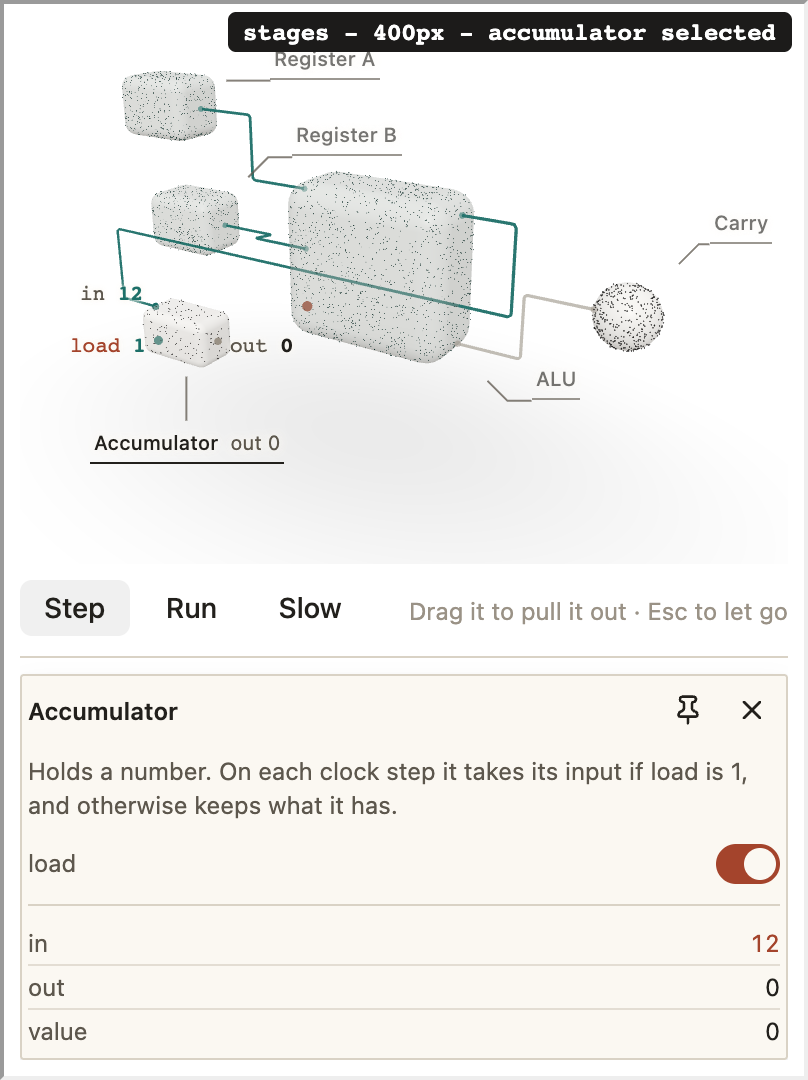 stages – 400px – accumulator selected
Register A
Register B
Carry
in 12
load 1
out 0
ALU
Accumulator out 0
Step
Run
Slow
Drag it to pull it out · Esc to let go
Accumulator
Holds a number. On each clock step it takes its input if load is 1,
and otherwise keeps what it has.
load
in 12
out 0
value 0